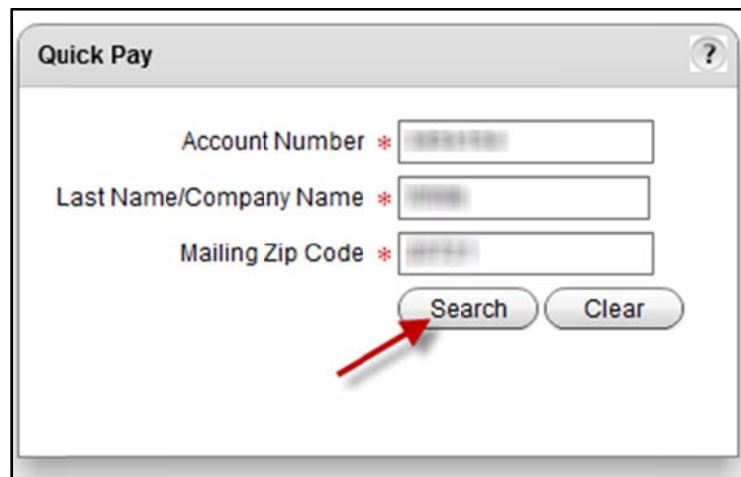 Quick Pay ?
Account Number *
Last Name/Company Name *
Mailing Zip Code *
Search Clear